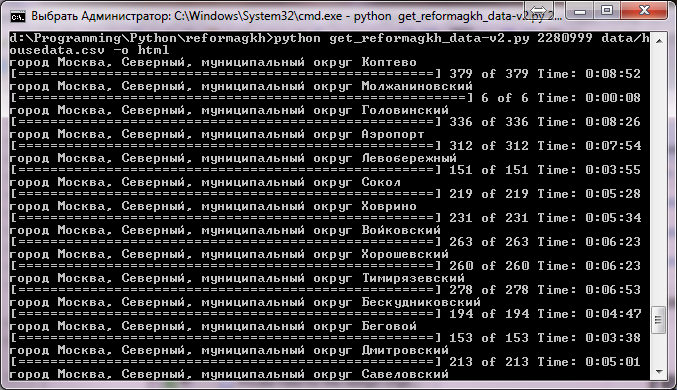 Выбрать Администратор: C:\Windows\System32\cmd.exe - python get_reformagkh_data-v2.py 2...
d:\Programming\Python\reformagkh>python get_reformagkh_data-v2.py 2280999 data/h
ousedata.csv -o html
город Москва, Северный, муниципальный округ Коптево
[=============================================] 379 of 379 Time: 0:08:52
город Москва, Северный, муниципальный округ Молжаниновский
[=================================================] 6 of 6 Time: 0:00:08
город Москва, Северный, муниципальный округ Головинский
[=============================================] 336 of 336 Time: 0:08:26
город Москва, Северный, муниципальный округ Аэропорт
[=============================================] 312 of 312 Time: 0:07:54
город Москва, Северный, муниципальный округ Левобережный
[=============================================] 151 of 151 Time: 0:03:55
город Москва, Северный, муниципальный округ Сокол
[=============================================] 219 of 219 Time: 0:05:28
город Москва, Северный, муниципальный округ Ховрино
[=============================================] 231 of 231 Time: 0:05:34
город Москва, Северный, муниципальный округ Войковский
[=============================================] 263 of 263 Time: 0:06:23
город Москва, Северный, муниципальный округ Хорошевский
[=============================================] 260 of 260 Time: 0:06:23
город Москва, Северный, муниципальный округ Тимирязевский
[=============================================] 278 of 278 Time: 0:06:53
город Москва, Северный, муниципальный округ Бескудниковский
[=============================================] 194 of 194 Time: 0:04:47
город Москва, Северный, муниципальный округ Беговой
[=============================================] 153 of 153 Time: 0:03:38
город Москва, Северный, муниципальный округ Дмитровский
[=============================================] 213 of 213 Time: 0:05:01
город Москва, Северный, муниципальный округ Савеловский